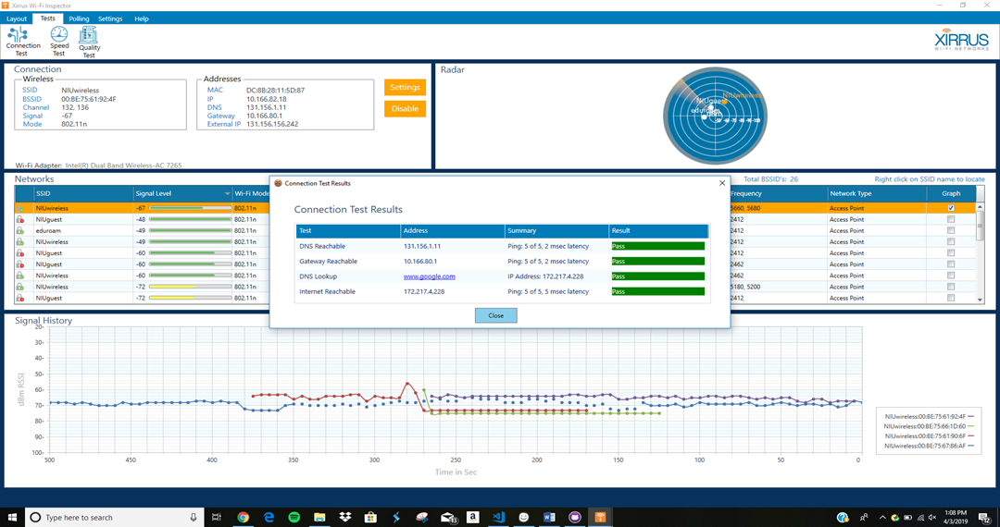 Xirrus Wi-Fi Inspector
Layout Tests Polling Settings Help
Connection Test
Speed Test
Quality Test
XIRRUS
WI-FI NETWORKS
Connection
Wireless
SSID NIUwireless
BSSID 00:BE:75:61:92:4F
Channel 132, 136
Signal -67
Mode 802.11n
Addresses
MAC DC:8B:28:11:5D:87
IP 10.166.82.18
DNS 131.156.1.11
Gateway 10.166.80.1
External IP 131.156.156.242
Settings
Disable
Wi-Fi Adapter: Intel(R) Dual Band Wireless-AC 7265
Radar
NIUwireless
NIUgue
eduroam
Networks
Total BSSID's: 26
Right click on SSID name to locate
SSID Signal Level Wi-Fi Mode Frequency Network Type Graph
NIUwireless -67 802.11n 5660, 5680 Access Point
NIUguest -48 802.11n 2412 Access Point
eduroam -49 802.11n 2412 Access Point
NIUwireless -49 802.11n 2412 Access Point
NIUguest -60 802.11n 2462 Access Point
NIUwireless -60 802.11n 2462 Access Point
NIUwireless -60 802.11n 2462 Access Point
NIUwireless -72 802.11n 5180, 5200 Access Point
NIUguest -72 802.11n 2412 Access Point
Connection Test Results
Connection Test Results
Test Address Summary Result
DNS Reachable 131.156.1.11 Ping: 5 of 5, 2 msec latency Pass
Gateway Reachable 10.166.80.1 Ping: 5 of 5, 2 msec latency Pass
DNS Lookup www.google.com IP Address: 172.217.4.228 Pass
Internet Reachable 172.217.4.228 Ping: 5 of 5, 5 msec latency Pass
Close
Signal History
dBm RSSI
20-
30-
40-
50-
60-
70-
80-
90-
100-
500 450 400 350 300 250 200 150 100 50 0
Time in Sec
NIUwireless:00:BE:75:61:92:4F
NIUwireless:00:BE:75:66:1D:60
NIUwireless:00:BE:75:61:90:6F
NIUwireless:00:BE:75:67:86:AF
Type here to search
13
1:08 PM
4/3/2019
12